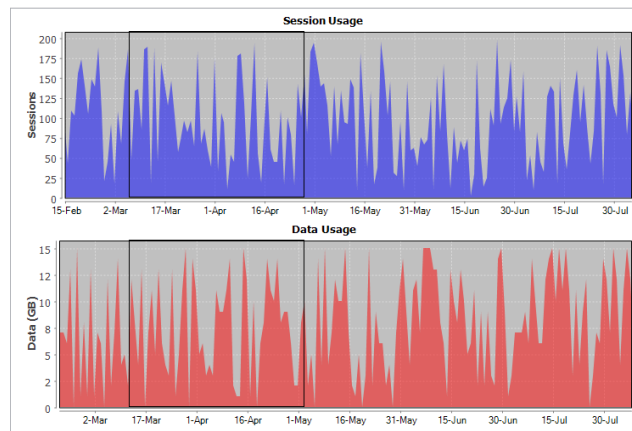 Session Usage
200
175
150
125
100
75
50
25
0
Sessions
15-Feb 2-Mar 17-Mar 1-Apr 16-Apr 1-May 16-May 31-May 15-Jun 30-Jun 15-Jul 30-Jul
Data Usage
15
13
10
8
5
2
0
Data (GB)
2-Mar 17-Mar 1-Apr 16-Apr 1-May 16-May 31-May 15-Jun 30-Jun 15-Jul 30-Jul